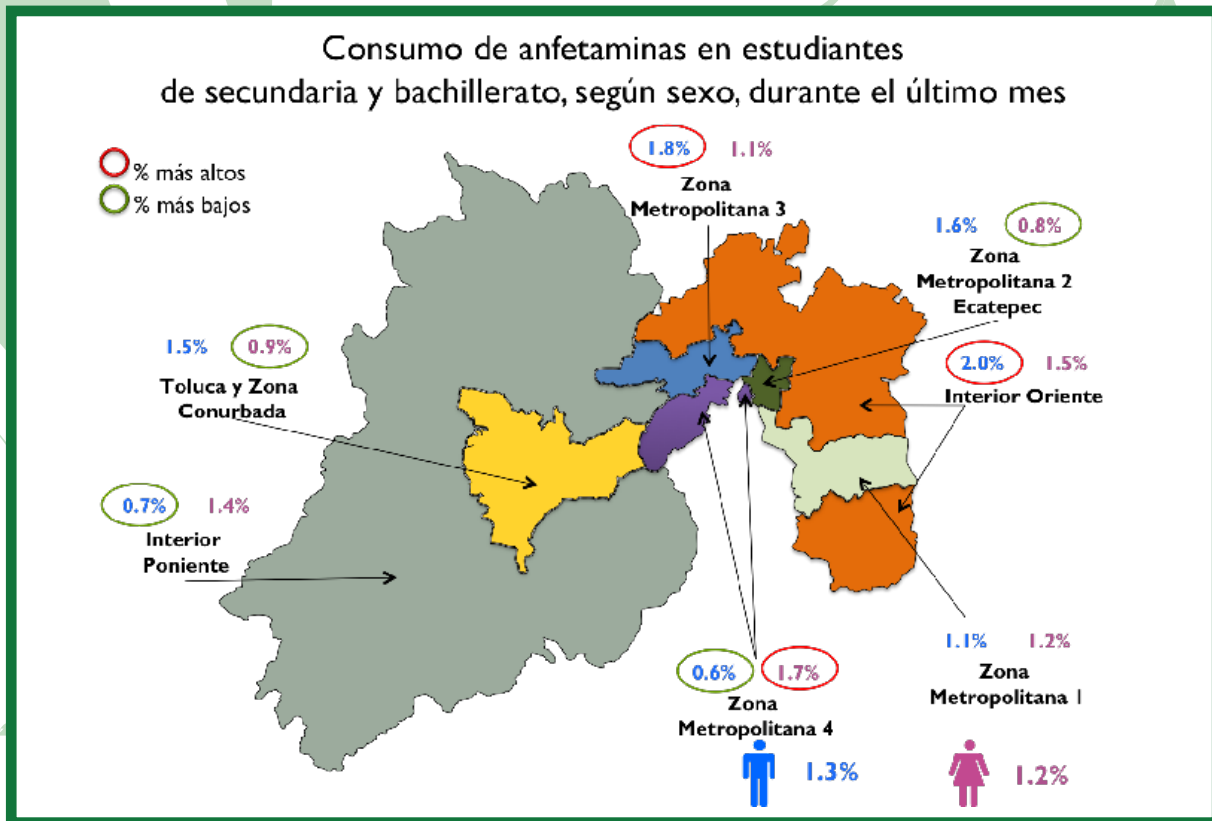 Consumo de anfetaminas en estudiantes
de secundaria y bachillerato, según sexo, durante el último mes
% más altos
% más bajos
1.8% 1.1%
Zona
Metropolitana 3
1.6% 0.8%
Zona
Metropolitana 2
Ecatepec
1.5% 0.9%
Toluca y Zona
Conurbada
2.0% 1.5%
Interior Oriente
0.7% 1.4%
Interior
Poniente
1.1% 1.2%
Zona
Metropolitana 1
0.6% 1.7%
Zona
Metropolitana 4
1.3% 1.2%